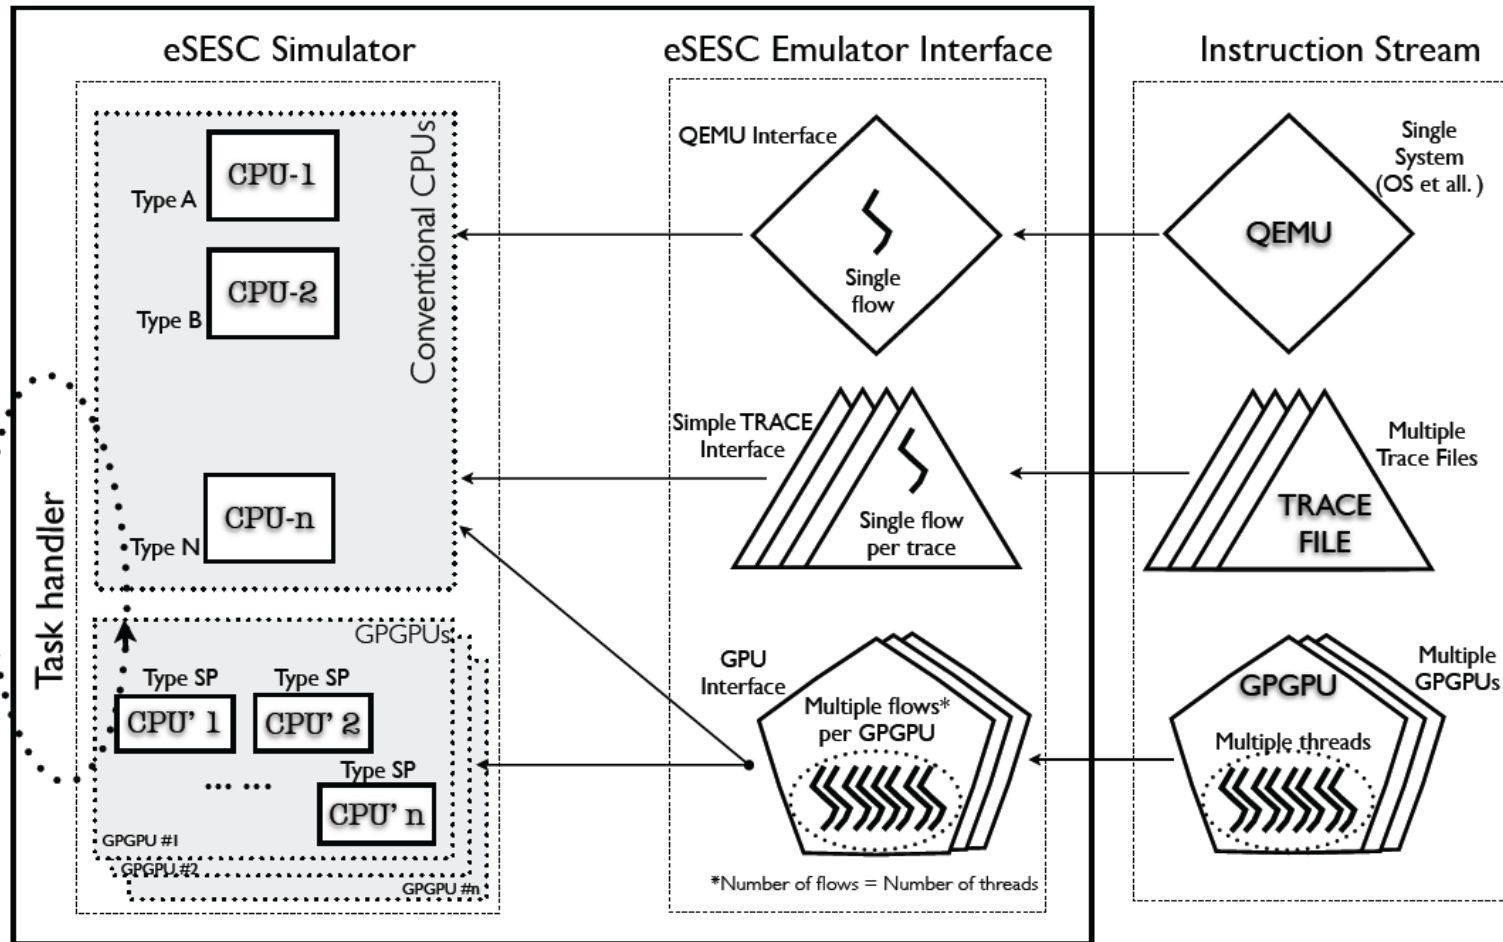 eSESC Simulator
eSESC Emulator Interface
Instruction Stream
Conventional CPUs
CPU-1
Type A
CPU-2
Type B
CPU-n
Type N
Task handler
GPGPUs
Type SP
CPU' 1
Type SP
CPU' 2
... ...
Type SP
CPU' n
GPGPU #1
GPGPU #2
GPGPU #n
QEMU Interface
Single
flow
Simple TRACE
Interface
Single flow
per trace
GPU
Interface
Multiple flows*
per GPGPU
*Number of flows = Number of threads
Single
System
(OS et all. )
QEMU
Multiple
Trace Files
TRACE
FILE
Multiple
GPGPUs
GPGPU
Multiple threads